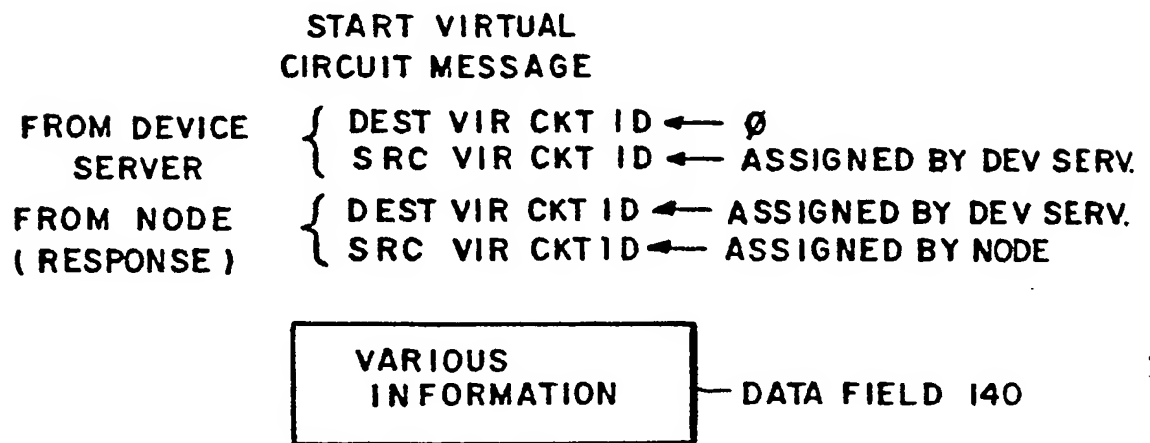 START VIRTUAL
CIRCUIT MESSAGE
FROM DEVICE SERVER { DEST VIR CKT ID ← Ø
SRC VIR CKT ID ← ASSIGNED BY DEV SERV.
FROM NODE (RESPONSE) { DEST VIR CKT ID ← ASSIGNED BY DEV SERV.
SRC VIR CKT ID ← ASSIGNED BY NODE
VARIOUS
INFORMATION
DATA FIELD 140